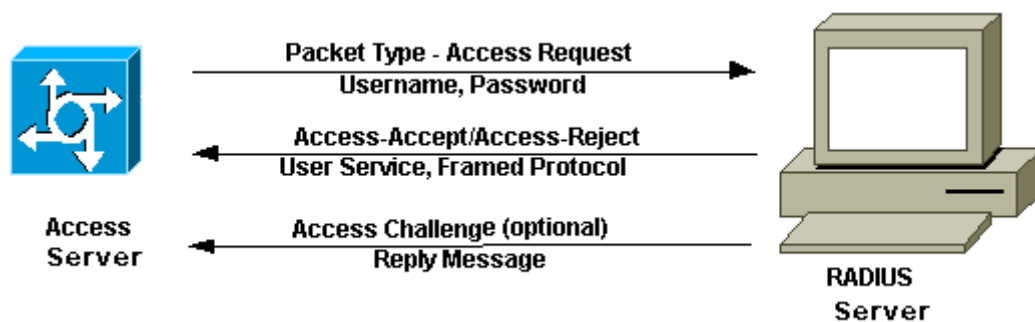 Packet Type - Access Request
Username, Password
Access-Accept/Access-Reject
User Service, Framed Protocol
Access Challenge (optional)
Reply Message
Access
Server
RADIUS
Server